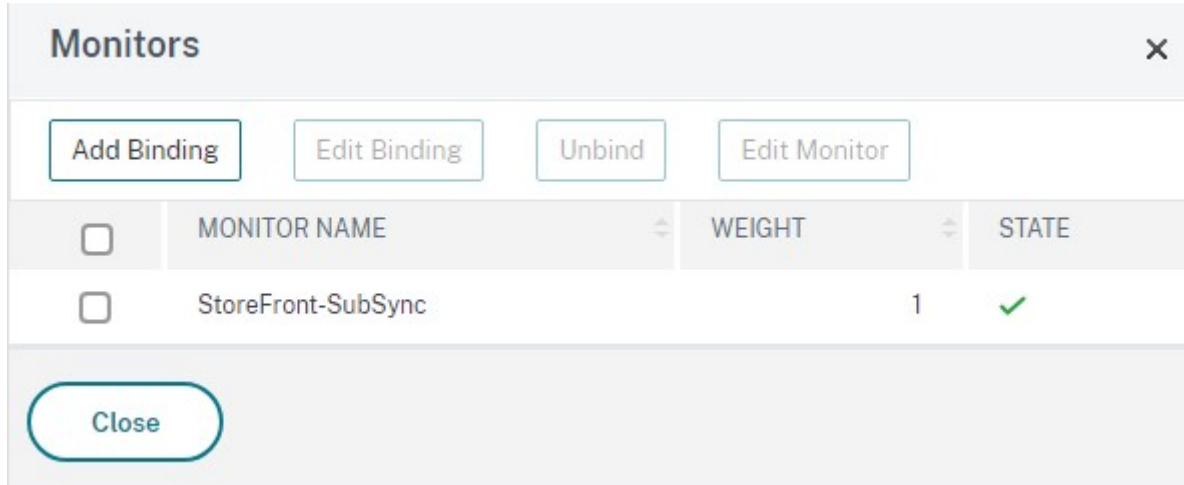 Monitors
Add Binding Edit Binding Unbind Edit Monitor
MONITOR NAME WEIGHT STATE
StoreFront-SubSync 1
Close